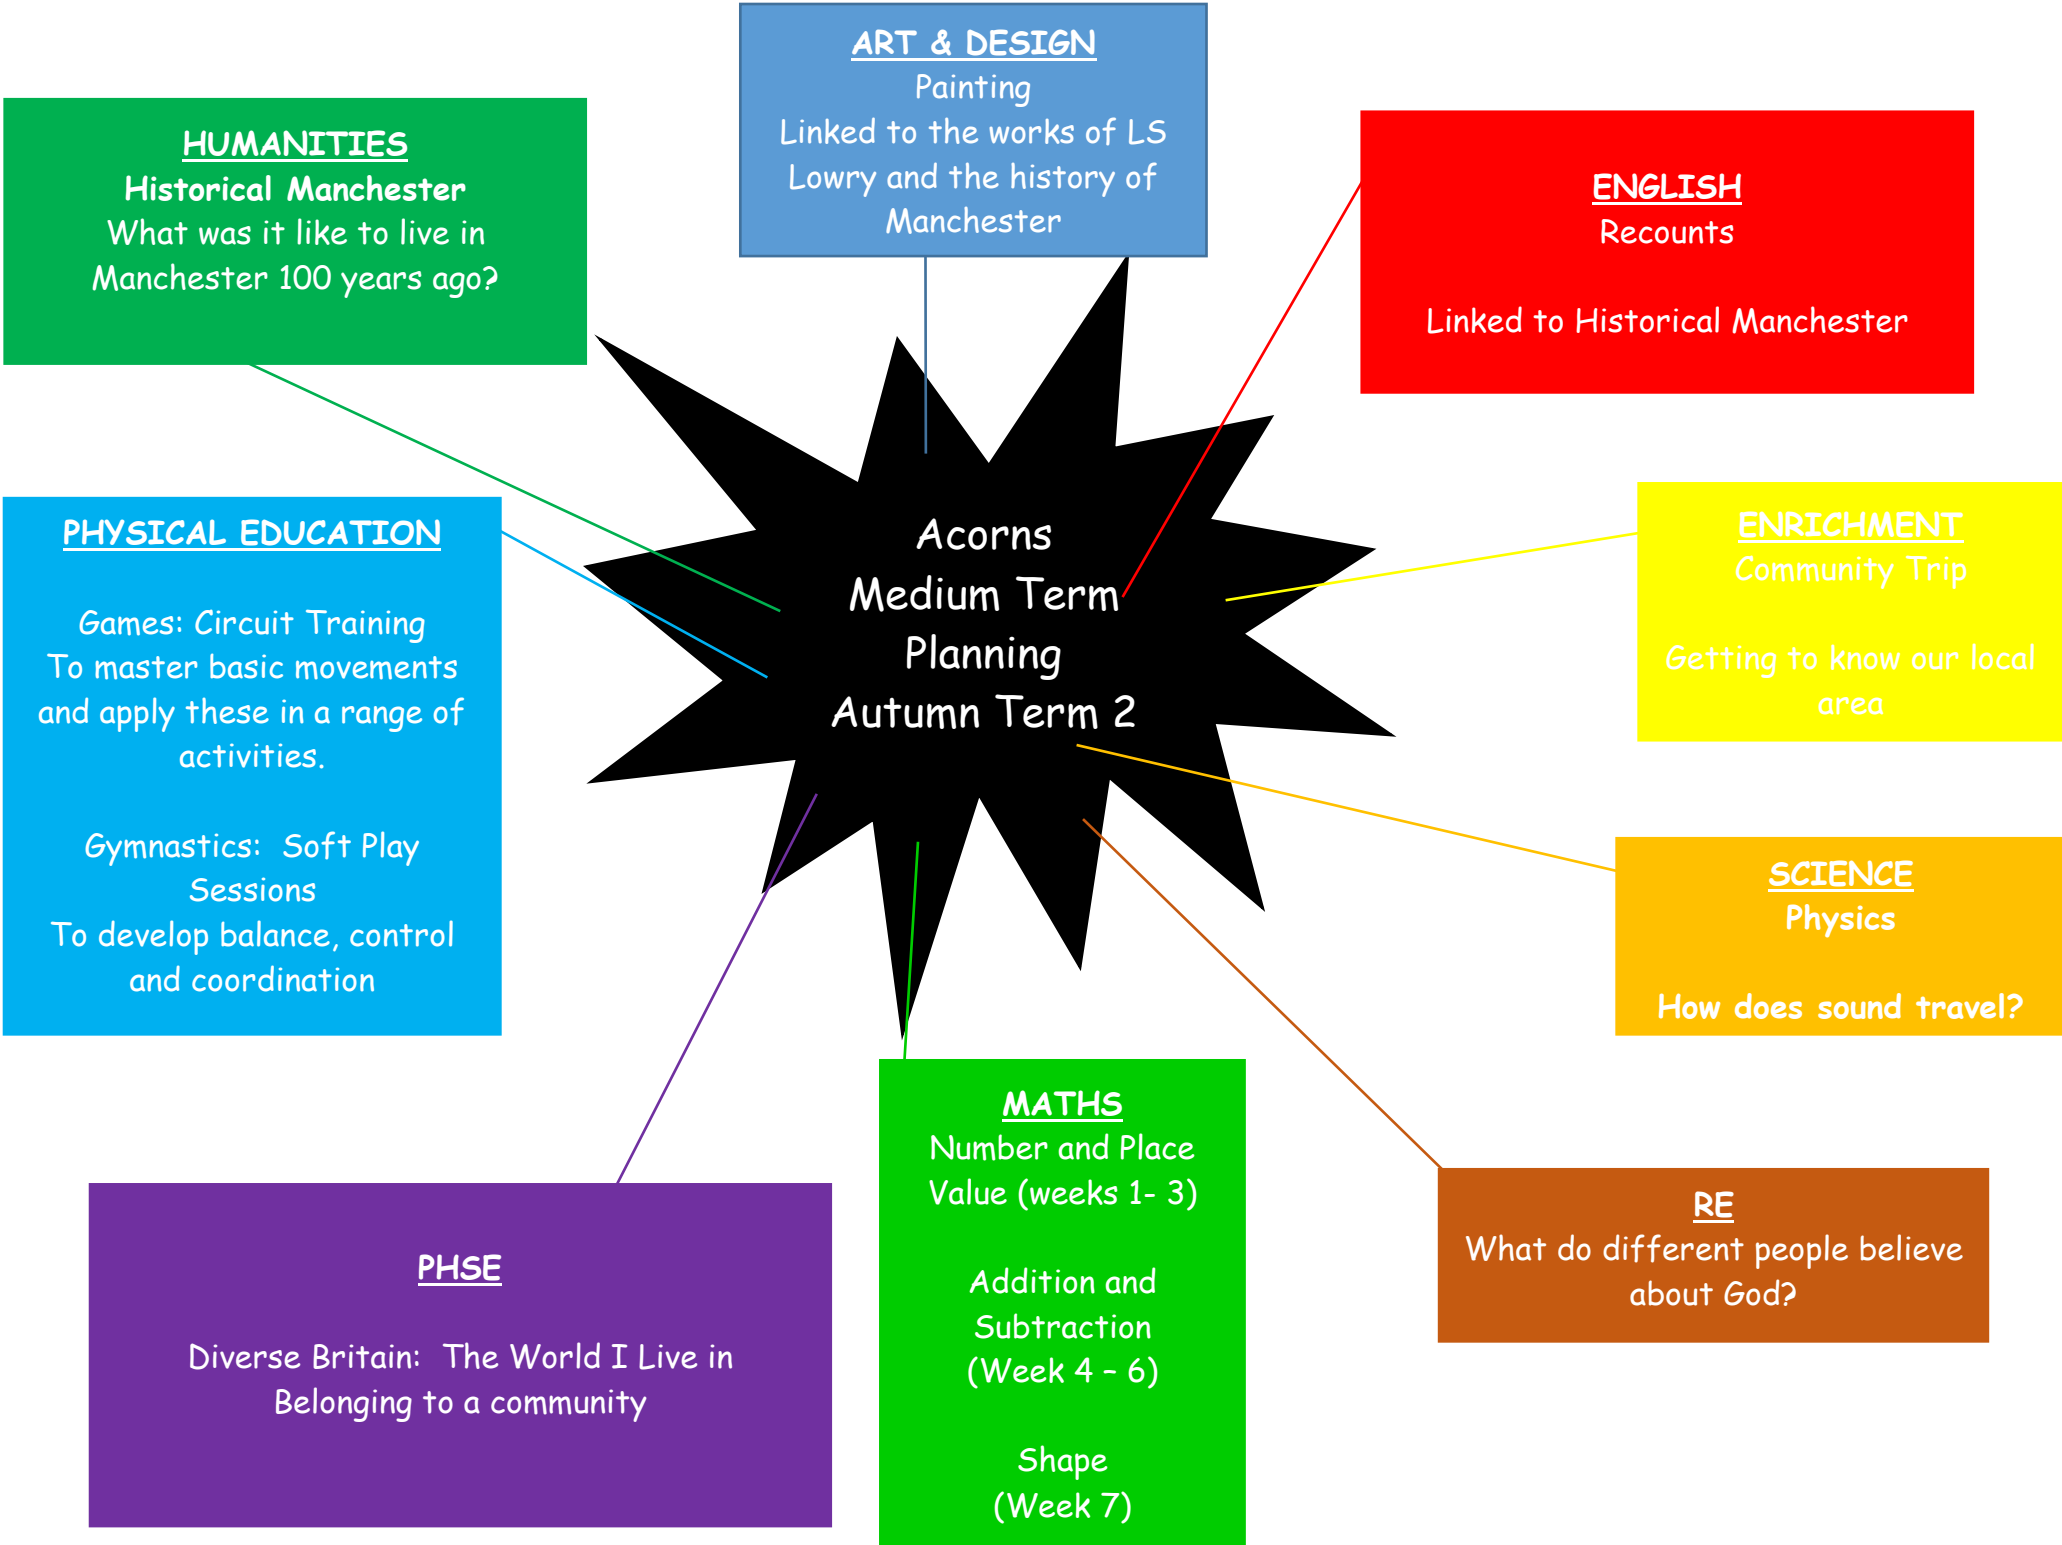 ART & DESIGN
Painting
Linked to the works of LS
Lowry and the history of
Manchester
HUMANITIES
Historical Manchester
What was it like to live in
Manchester 100 years ago?
ENGLISH
Recounts
Linked to Historical Manchester
PHYSICAL EDUCATION
Games: Circuit Training
To master basic movements
and apply these in a range of
activities.
Gymnastics:  Soft Play
Sessions
To develop balance, control
and coordination
Acorns
Medium Term
Planning
Autumn Term 2
ENRICHMENT
Community Trip
Getting to know our local
area
SCIENCE
Physics
How does sound travel?
PHSE
Diverse Britain:  The World I Live in
Belonging to a community
MATHS
Number and Place
Value (weeks 1- 3)
Addition and
Subtraction
(Week 4 – 6)
Shape
(Week 7)
RE
What do different people believe
about God?